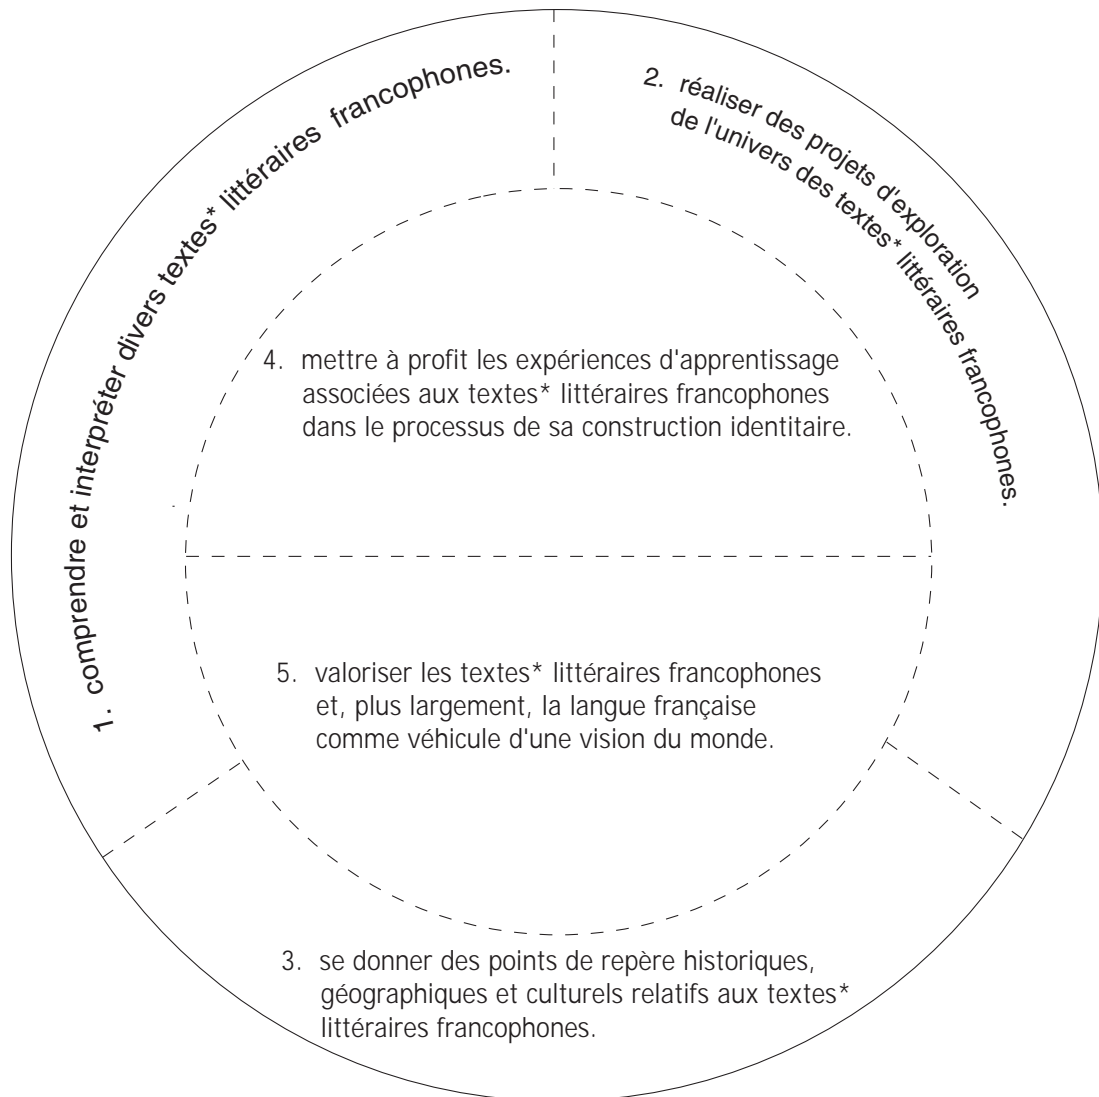 1. comprendre et interpréter divers textes* littéraires francophones.
2. réaliser des projets d'exploration
de l'univers des textes* littéraires francophones.
4. mettre à profit les expériences d'apprentissage
associées aux textes* littéraires francophones
dans le processus de sa construction identitaire.
5. valoriser les textes* littéraires francophones
et, plus largement, la langue française
comme véhicule d'une vision du monde.
3. se donner des points de repère historiques,
géographiques et culturels relatifs aux textes*
littéraires francophones.